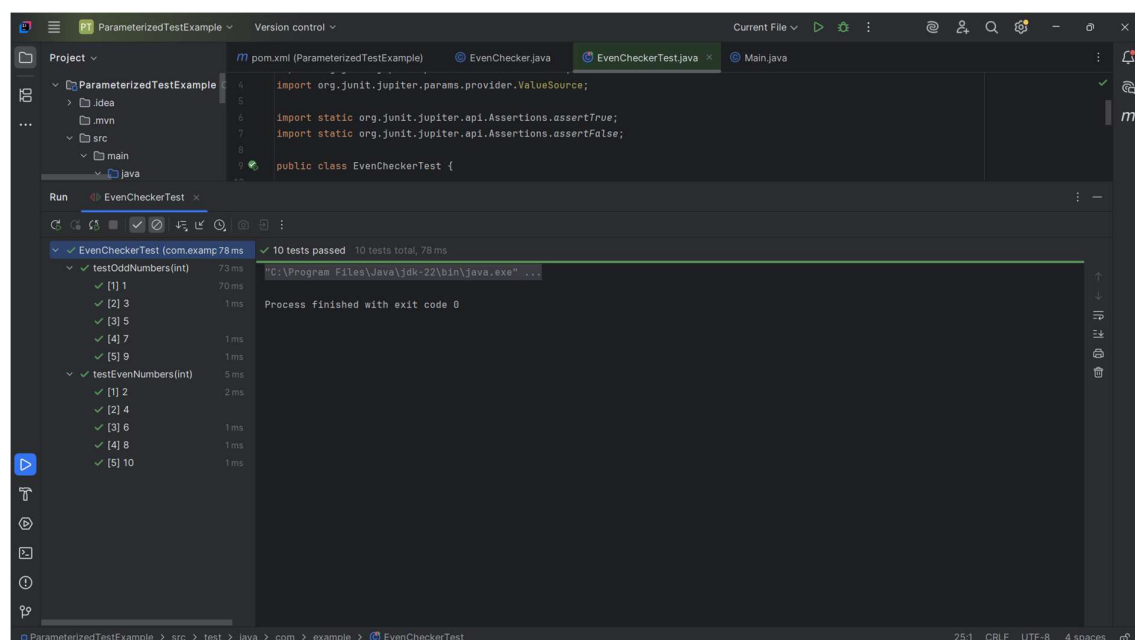 PT ParameterizedTestExample Version control Current File
Project
m pom.xml (ParameterizedTestExample) EvenChecker.java EvenCheckerTest.java Main.java
ParameterizedTestExample
.idea
.mvn
src
main
java
4 import org.junit.jupiter.params.provider.ValueSource;
5
6 import static org.junit.jupiter.api.Assertions.assertTrue;
7 import static org.junit.jupiter.api.Assertions.assertFalse;
8
9 public class EvenCheckerTest {
m
Run EvenCheckerTest
EvenCheckerTest (com.examp 78 ms
testOddNumbers(int) 73 ms
[1] 1 70 ms
[2] 3 1 ms
[3] 5
[4] 7 1 ms
[5] 9 1 ms
testEvenNumbers(int) 5 ms
[1] 2 2 ms
[2] 4
[3] 6 1 ms
[4] 8 1 ms
[5] 10 1 ms
10 tests passed 10 tests total, 78 ms
"C:\Program Files\Java\jdk-22\bin\java.exe" ...
Process finished with exit code 0
ParameterizedTestExample > src > test > java > com > example > EvenCheckerTest 25:1 CRLF UTF-8 4 spaces